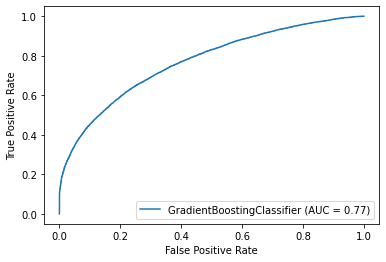 1.0
0.8
0.6
0.4
0.2
0.0
True Positive Rate
GradientBoostingClassifier (AUC = 0.77)
0.0 0.2 0.4 0.6 0.8 1.0
False Positive Rate